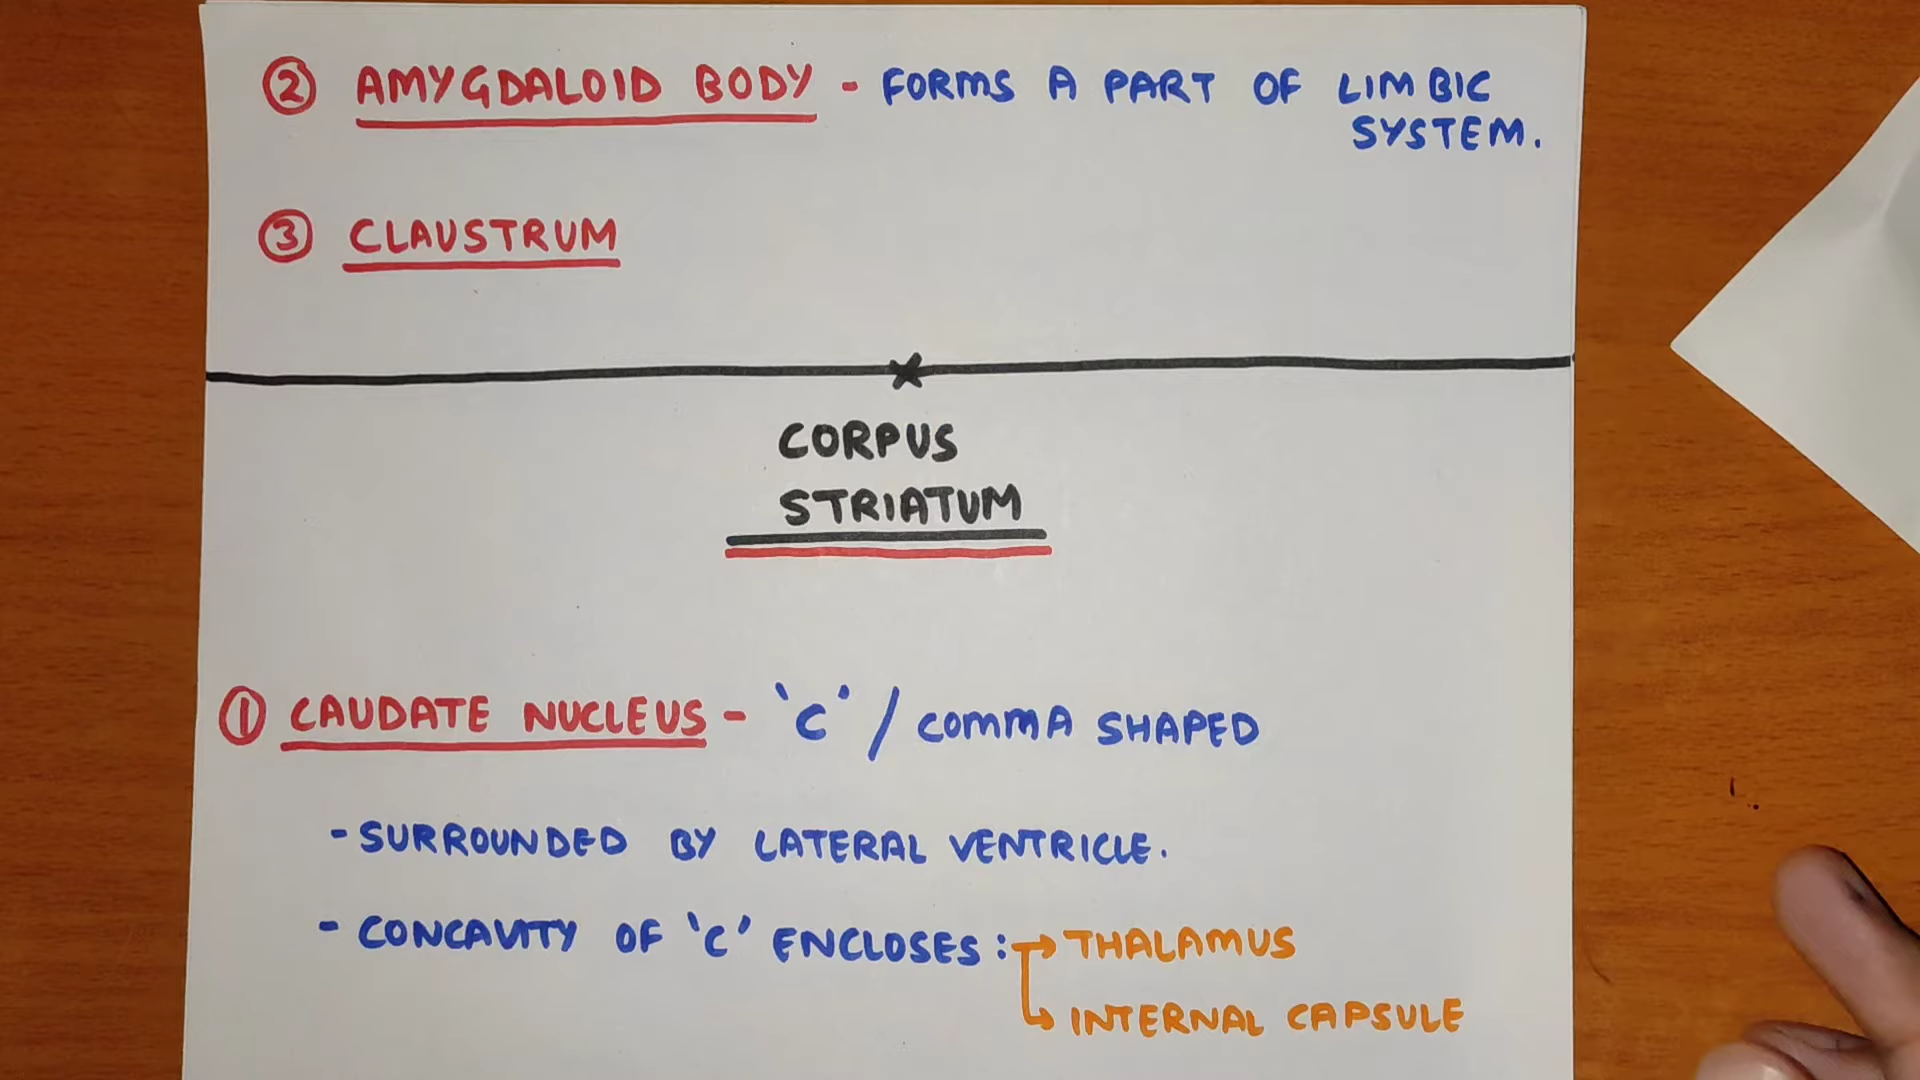 ② AMYGDALOID BODY - FORMS A PART OF LIMBIC
SYSTEM.
③ CLAUSTRUM
CORPUS
STRIATUM
① CAUDATE NUCLEUS - 'C' / COMMA SHAPED
- SURROUNDED BY LATERAL VENTRICLE.
- CONCAVITY OF 'C' ENCLOSES: → THALAMUS
↳ INTERNAL CAPSULE